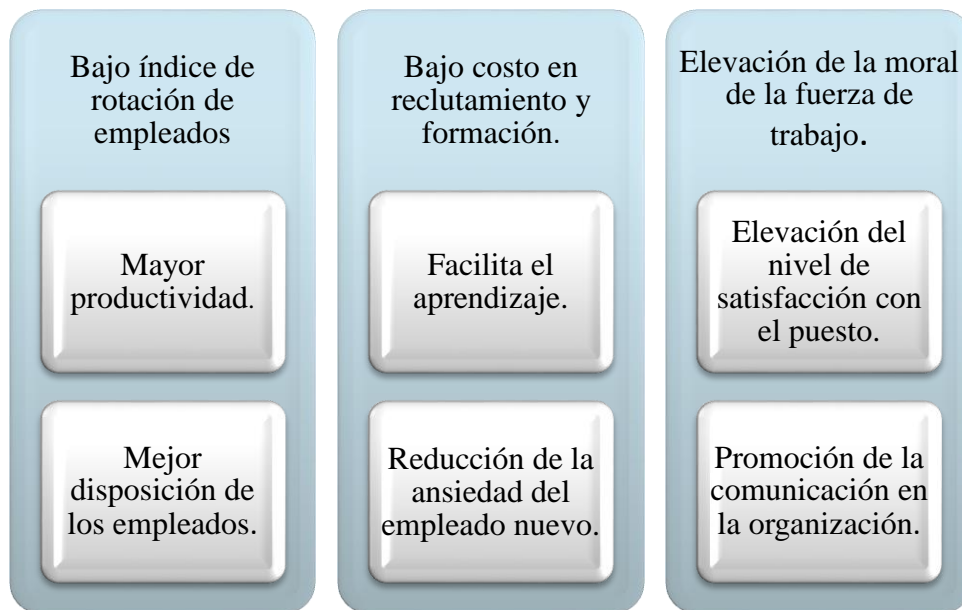 Bajo índice de
rotación de
empleados
Mayor
productividad.
Mejor
disposición de
los empleados.
Bajo costo en
reclutamiento y
formación.
Facilita el
aprendizaje.
Reducción de la
ansiedad del
empleado nuevo.
Elevación de la moral
de la fuerza de
trabajo.
Elevación del
nivel de
satisfacción con
el puesto.
Promoción de la
comunicación en
la organización.